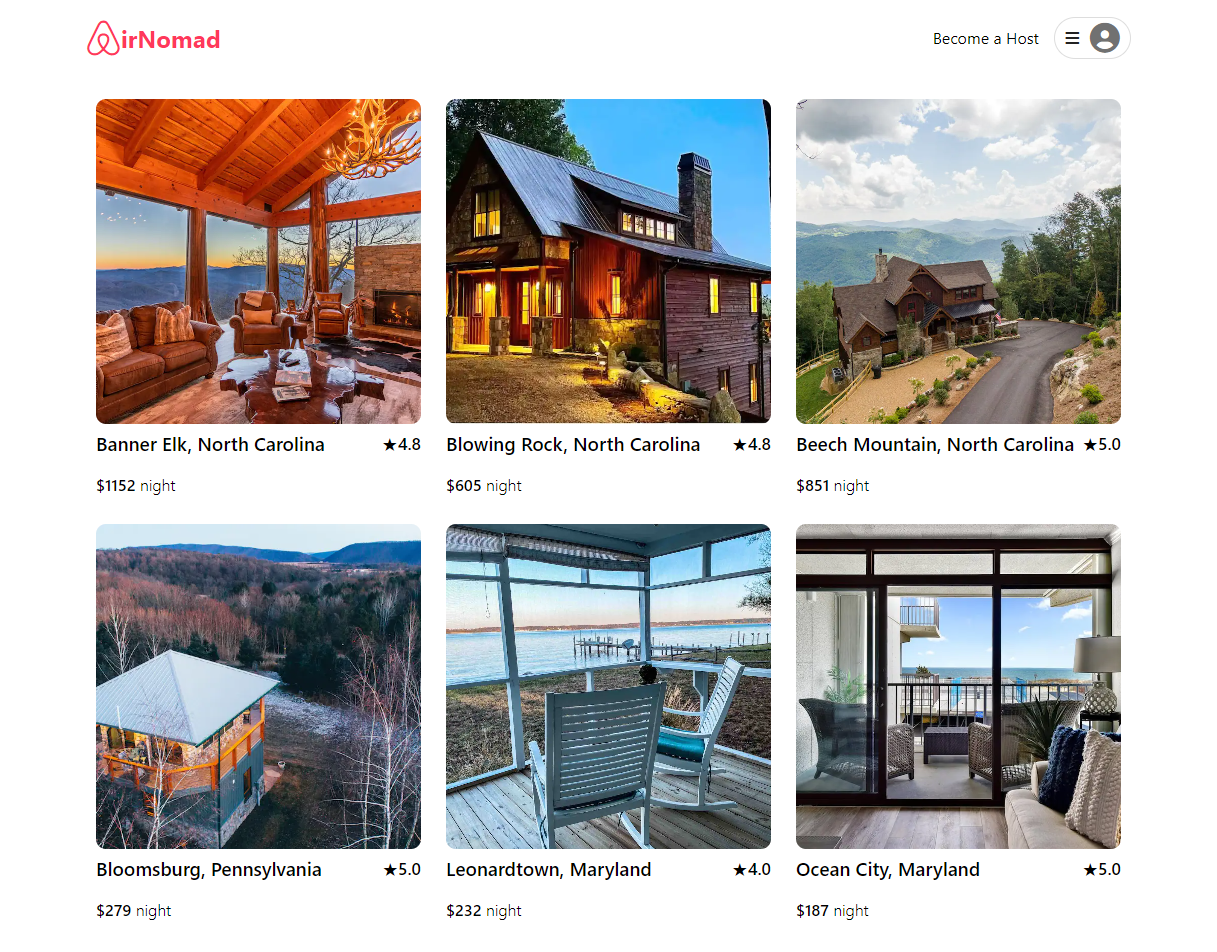 irNomad
Become a Host
Banner Elk, North Carolina ★4.8
$1152 night
Blowing Rock, North Carolina ★4.8
$605 night
Beech Mountain, North Carolina ★5.0
$851 night
Bloomsburg, Pennsylvania ★5.0
$279 night
Leonardtown, Maryland ★4.0
$232 night
Ocean City, Maryland ★5.0
$187 night